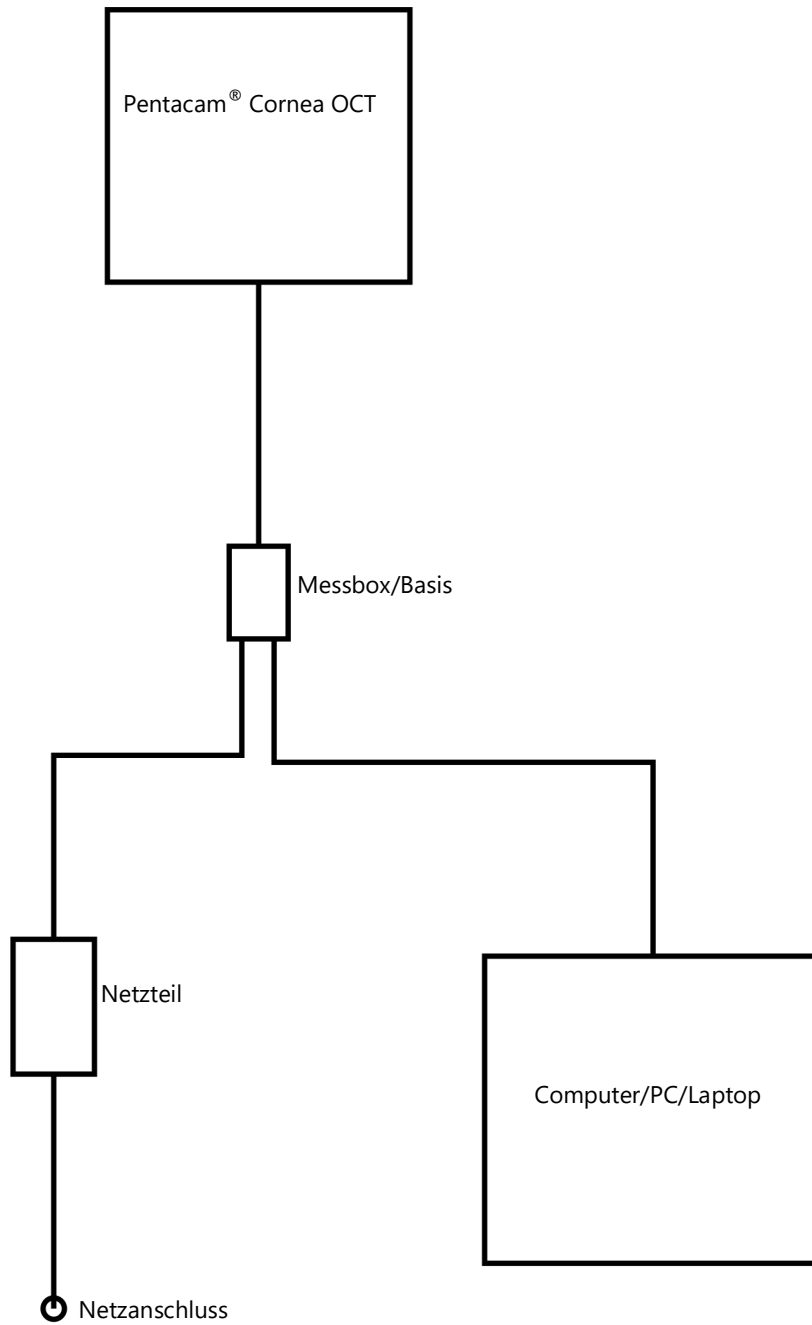 Pentacam® Cornea OCT
Messbox/Basis
Netzteil
Computer/PC/Laptop
Netzanschluss